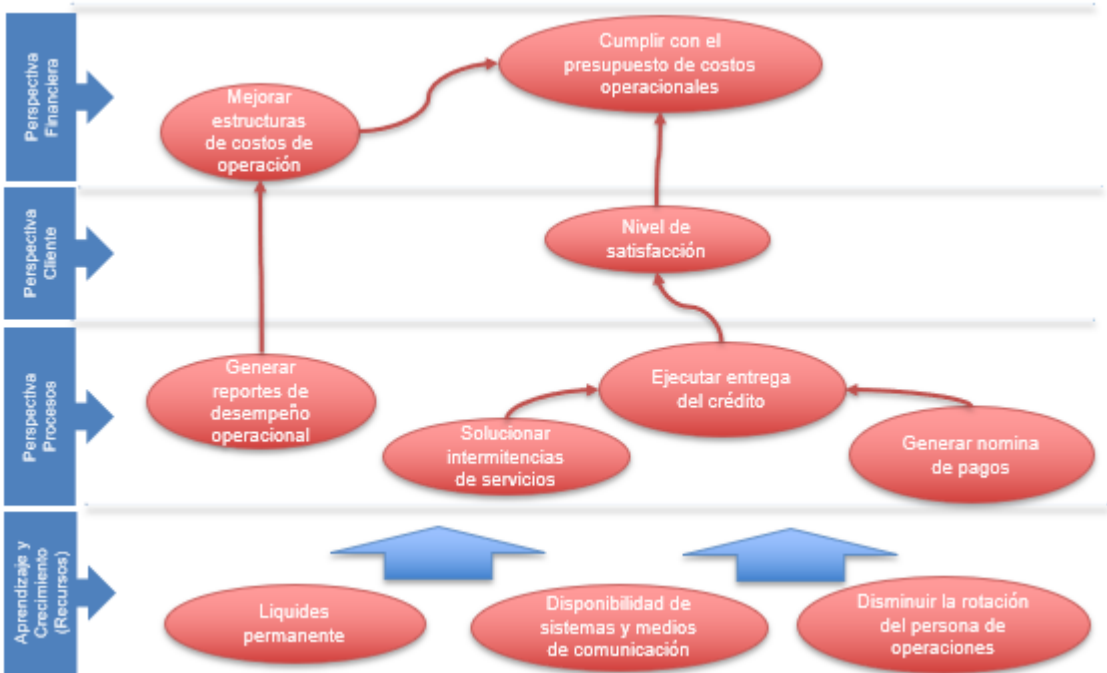 Perspectiva
Financiera
Cumplir con el
presupuesto de costos
operacionales
Mejorar
estructuras
de costos de
operación
Perspectiva
Cliente
Nivel de
satisfacción
Perspectiva
Procesos
Generar
reportes de
desempeño
operacional
Ejecutar entrega
del crédito
Solucionar
intermitencias
de servicios
Generar nomina
de pagos
Aprendizaje y
Crecimiento
(Recursos)
Liquides
permanente
Disponibilidad de
sistemas y medios
de comunicación
Disminuir la rotación
del persona de
operaciones